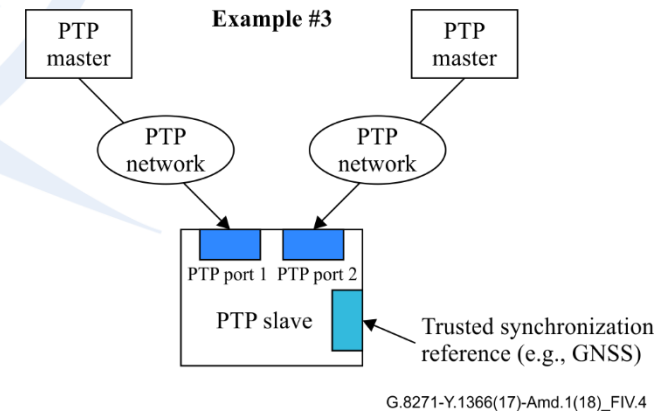 Example #3
PTP
master
PTP
master
PTP
network
PTP
network
PTP port 1
PTP port 2
PTP slave
Trusted synchronization
reference (e.g., GNSS)
G.8271-Y.1366(17)-Amd.1(18)_FIV.4